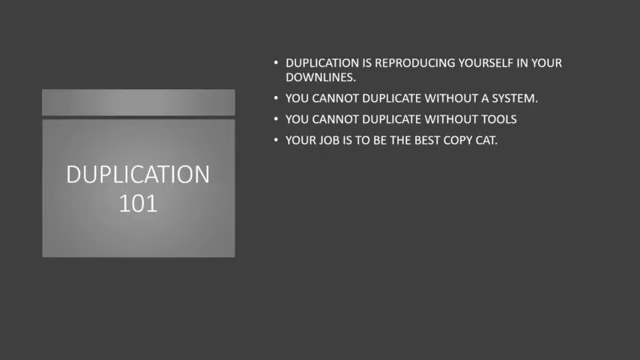 DUPLICATION
101
• DUPLICATION IS REPRODUCING YOURSELF IN YOUR
DOWNLINES.
• YOU CANNOT DUPLICATE WITHOUT A SYSTEM.
• YOU CANNOT DUPLICATE WITHOUT TOOLS
• YOUR JOB IS TO BE THE BEST COPY CAT.